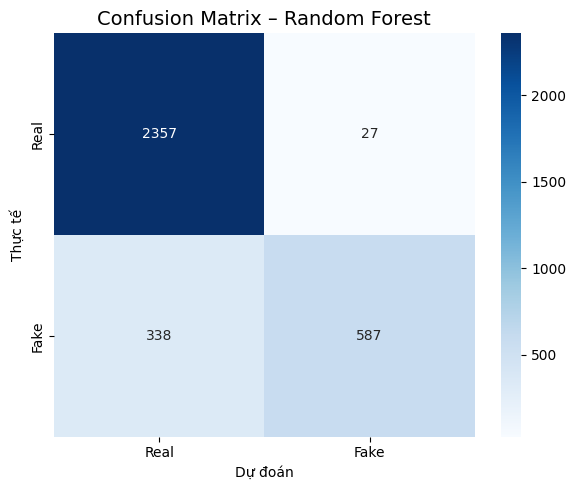 Confusion Matrix – Random Forest
Thực tế
Real
2357
27
Fake
338
587
Real
Fake
Dự đoán
2000
1500
1000
500